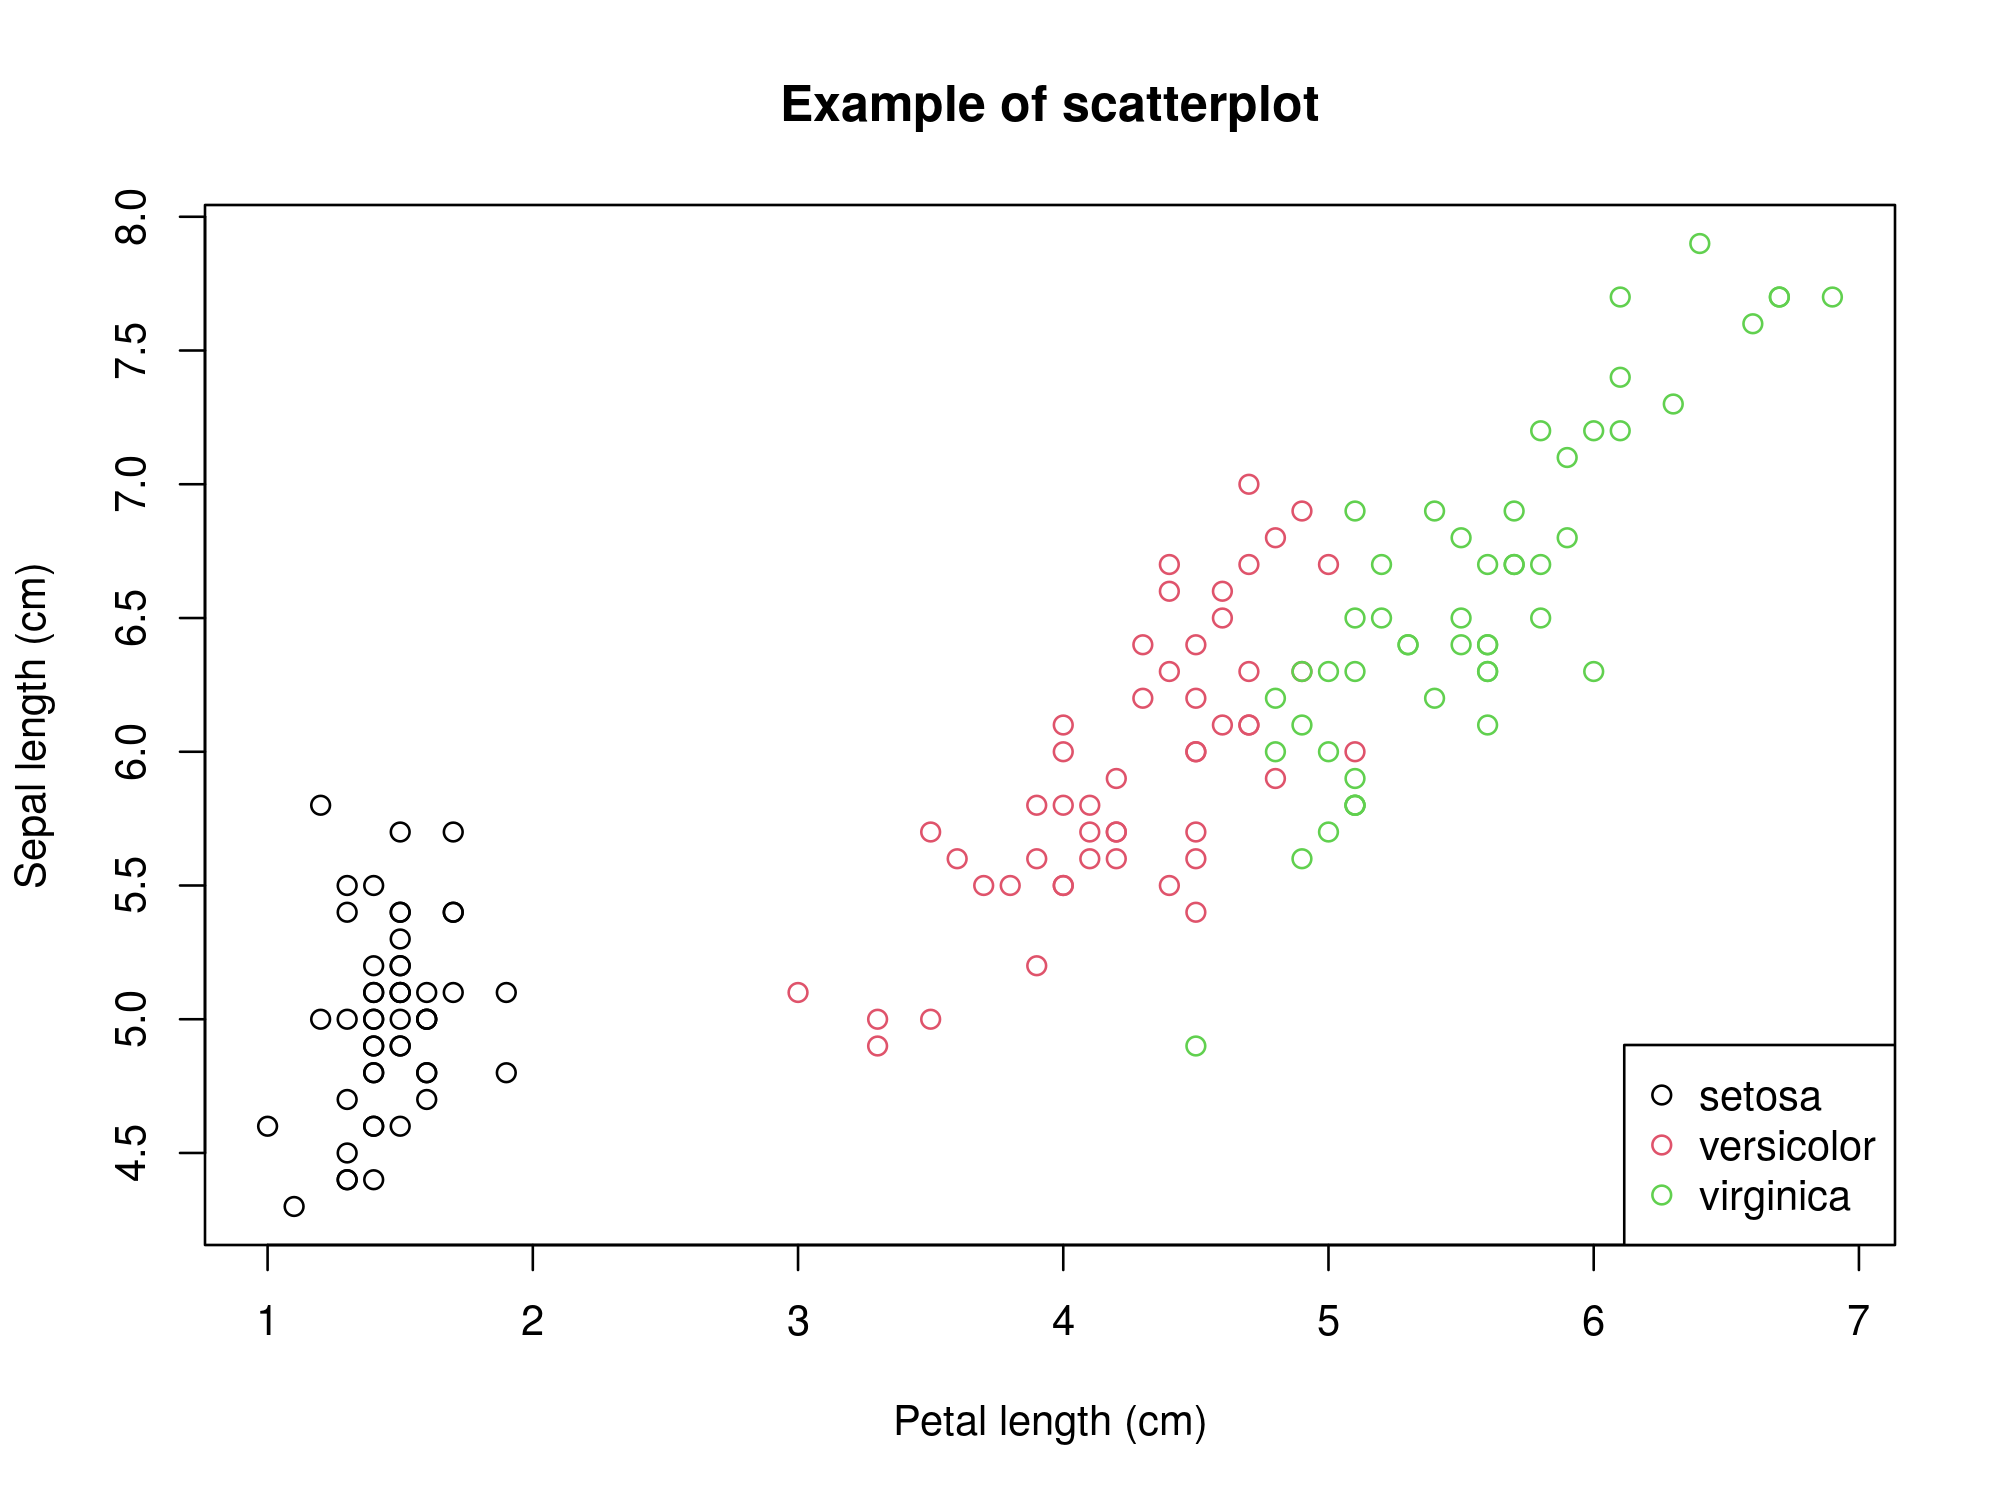 Example of scatterplot
8.0
7.5
7.0
6.5
6.0
5.5
5.0
4.5
Sepal length (cm)
setosa
versicolor
virginica
1 2 3 4 5 6 7
Petal length (cm)